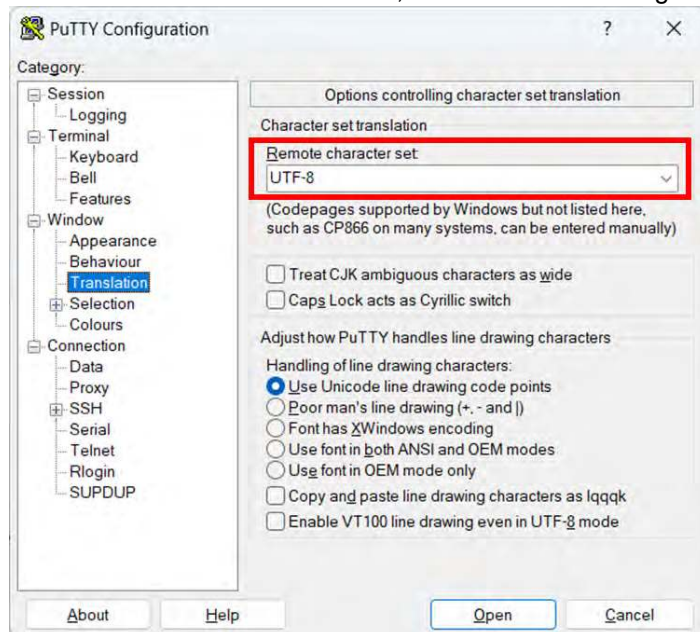 PuTTY Configuration ? X
Category:
Session
Logging
Terminal
Keyboard
Bell
Features
Window
Appearance
Behaviour
Translation
Selection
Colours
Connection
Data
Proxy
SSH
Serial
Telnet
Rlogin
SUPDUP
Options controlling character set translation
Character set translation
Remote character set:
UTF-8
(Codepages supported by Windows but not listed here,
such as CP866 on many systems, can be entered manually)
Treat CJK ambiguous characters as wide
Caps Lock acts as Cyrillic switch
Adjust how PuTTY handles line drawing characters
Handling of line drawing characters:
Use Unicode line drawing code points
Poor man's line drawing (+, - and |)
Font has XWindows encoding
Use font in both ANSI and OEM modes
Use font in OEM mode only
Copy and paste line drawing characters as lqqqk
Enable VT100 line drawing even in UTF-8 mode
About Help Open Cancel